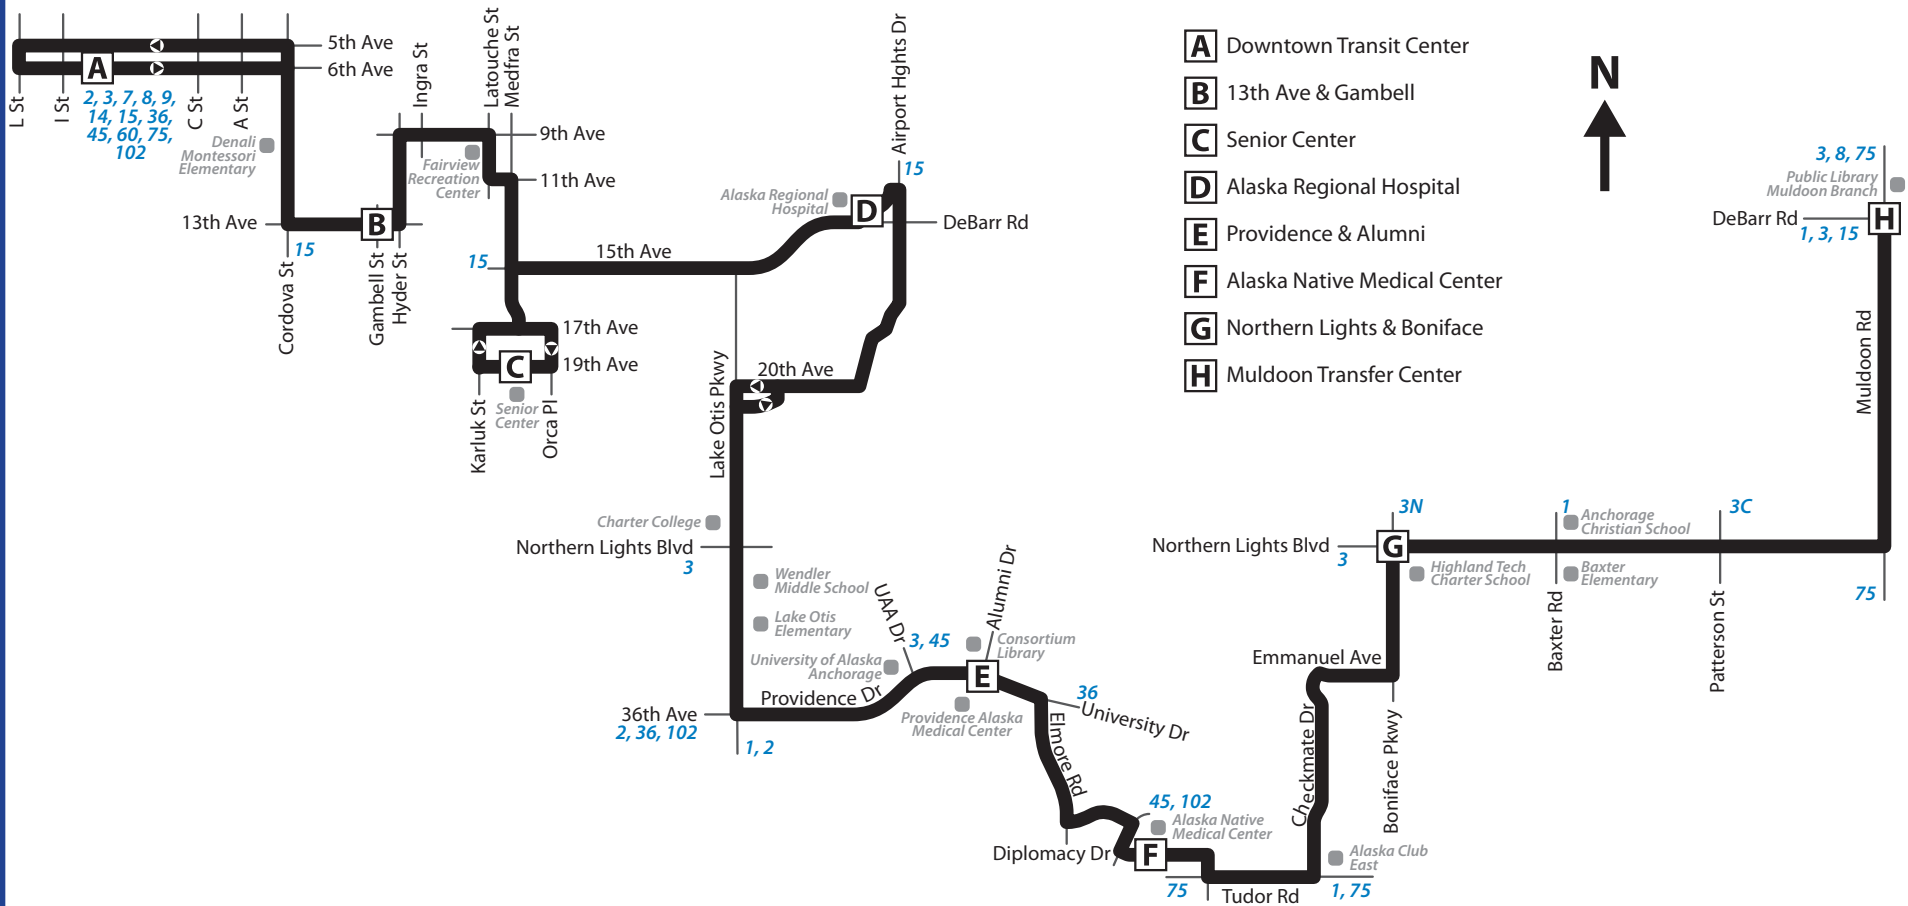 5th Ave
6th Ave
L St
I St
A
2, 3, 7, 8, 9,
14, 15, 36,
45, 60, 75,
102
C St
A St
Denali
Montessori
Elementary
13th Ave
15
Cordova St
B
Gambell St
Hyder St
Ingra St
Latouche St
Medfra St
9th Ave
Fairview
Recreation
Center
11th Ave
15
15th Ave
17th Ave
19th Ave
C
Senior
Center
Karluk St
Orca Pl
Airport Hghts Dr
15
Alaska Regional
Hospital
D
DeBarr Rd
20th Ave
Lake Otis Pkwy
Charter College
Northern Lights Blvd
3
Wendler
Middle School
Lake Otis
Elementary
University of Alaska
Anchorage
UAA Dr
3, 45
Providence Dr
36th Ave
2, 36, 102
1, 2
E
Alumni Dr
Consortium
Library
Providence Alaska
Medical Center
36
University Dr
Elmore Rd
45, 102
Alaska Native
Medical Center
Diplomacy Dr
F
75
Tudor Rd
1, 75
Alaska Club
East
Checkmate Dr
Boniface Pkwy
Emmanuel Ave
Northern Lights Blvd
3
3N
G
Highland Tech
Charter School
1
Anchorage
Christian School
Baxter
Elementary
Baxter Rd
3C
Patterson St
75
Muldoon Rd
3, 8, 75
Public Library
Muldoon Branch
DeBarr Rd
1, 3, 15
H
A Downtown Transit Center
B 13th Ave & Gambell
C Senior Center
D Alaska Regional Hospital
E Providence & Alumni
F Alaska Native Medical Center
G Northern Lights & Boniface
H Muldoon Transfer Center
N